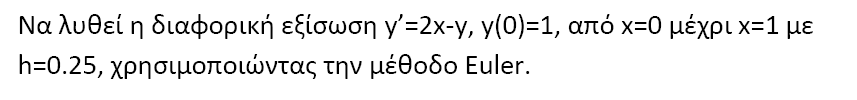 Να λυθεί η διαφορική εξίσωση y’=2x-y, y(0)=1, από x=0 μέχρι x=1 με
h=0.25, χρησιμοποιώντας την μέθοδο Euler.